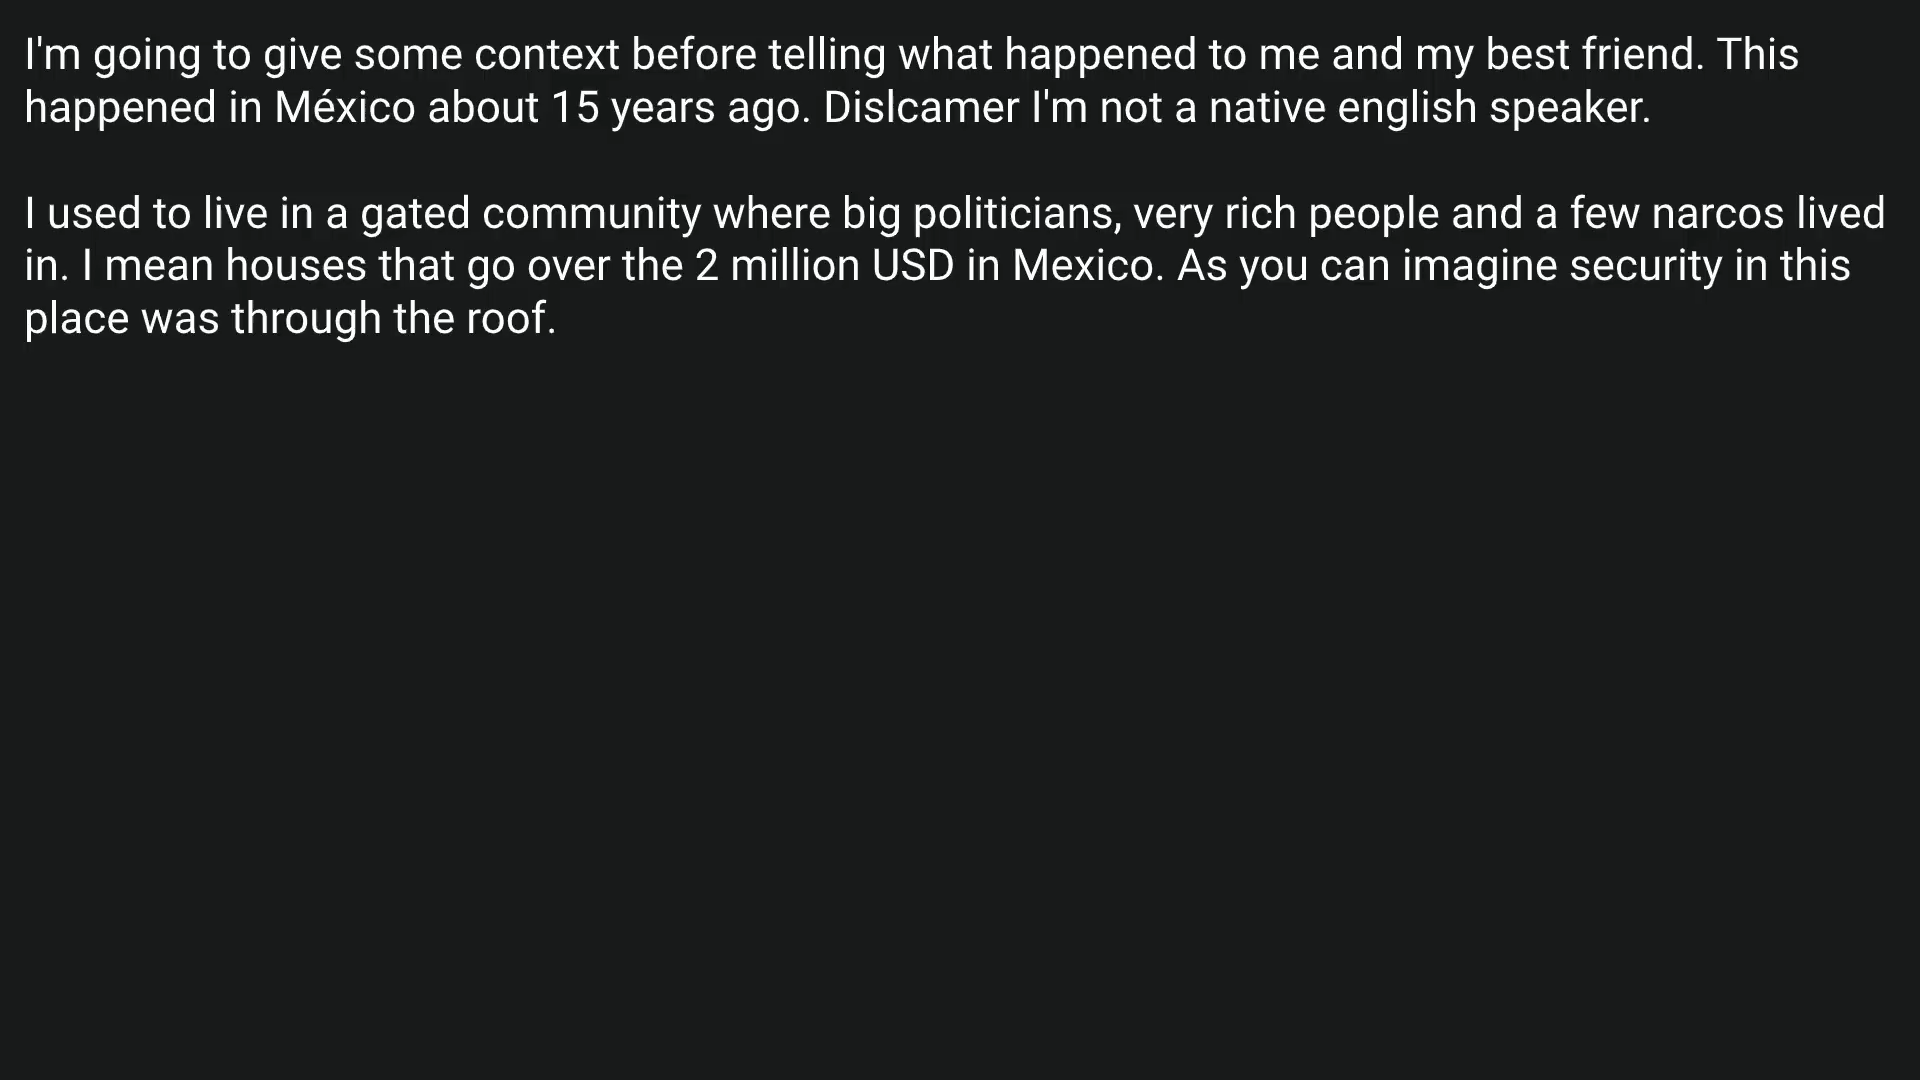 I'm going to give some context before telling what happened to me and my best friend. This
happened in México about 15 years ago. Dislcamer I'm not a native english speaker.
I used to live in a gated community where big politicians, very rich people and a few narcos lived
in. I mean houses that go over the 2 million USD in Mexico. As you can imagine security in this
place was through the roof.